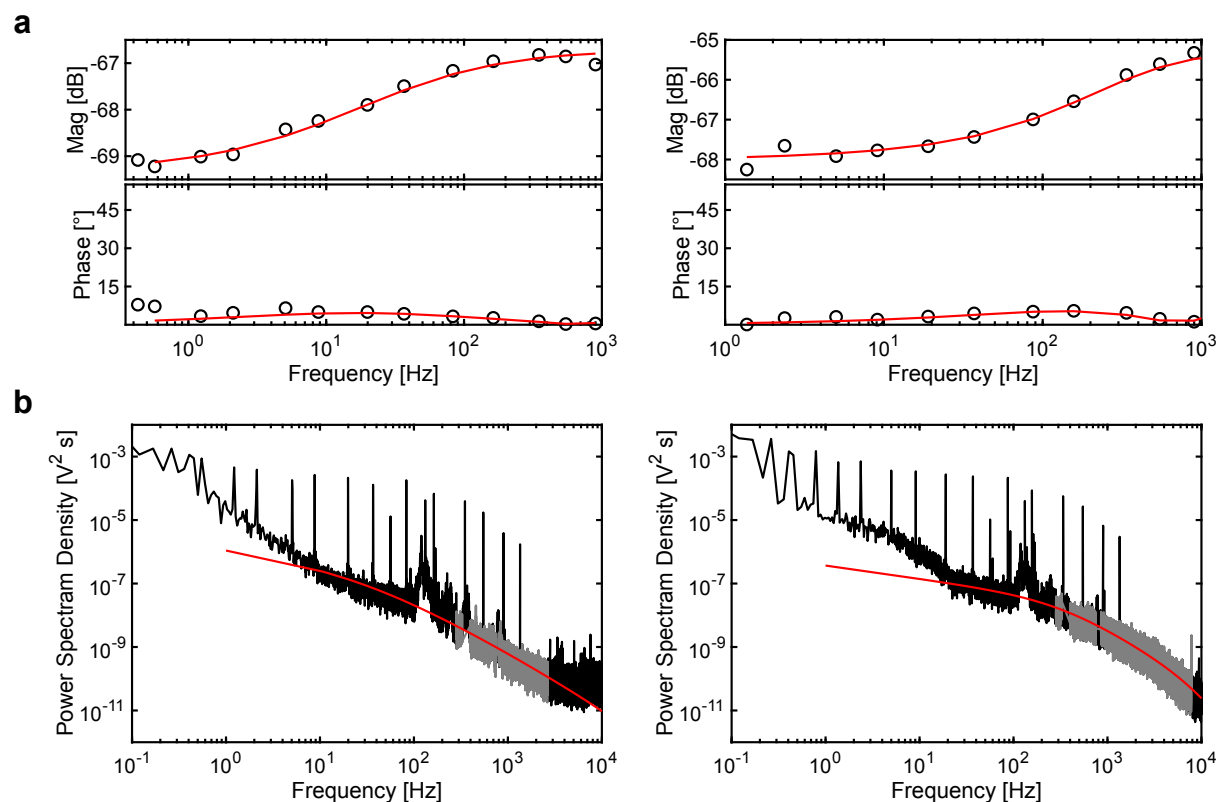 a
Mag [dB]
-67
-68
-69
Mag [dB]
-65
-66
-67
-68
Phase [°]
45
30
15
Phase [°]
45
30
15
10^0 10^1 10^2 10^3
Frequency [Hz]
10^0 10^1 10^2 10^3
Frequency [Hz]
b
Power Spectram Density [V^2 s]
10^-3
10^-5
10^-7
10^-9
10^-11
10^-1 10^0 10^1 10^2 10^3 10^4
Frequency [Hz]
Power Spectram Density [V^2 s]
10^-3
10^-5
10^-7
10^-9
10^-11
10^-1 10^0 10^1 10^2 10^3 10^4
Frequency [Hz]